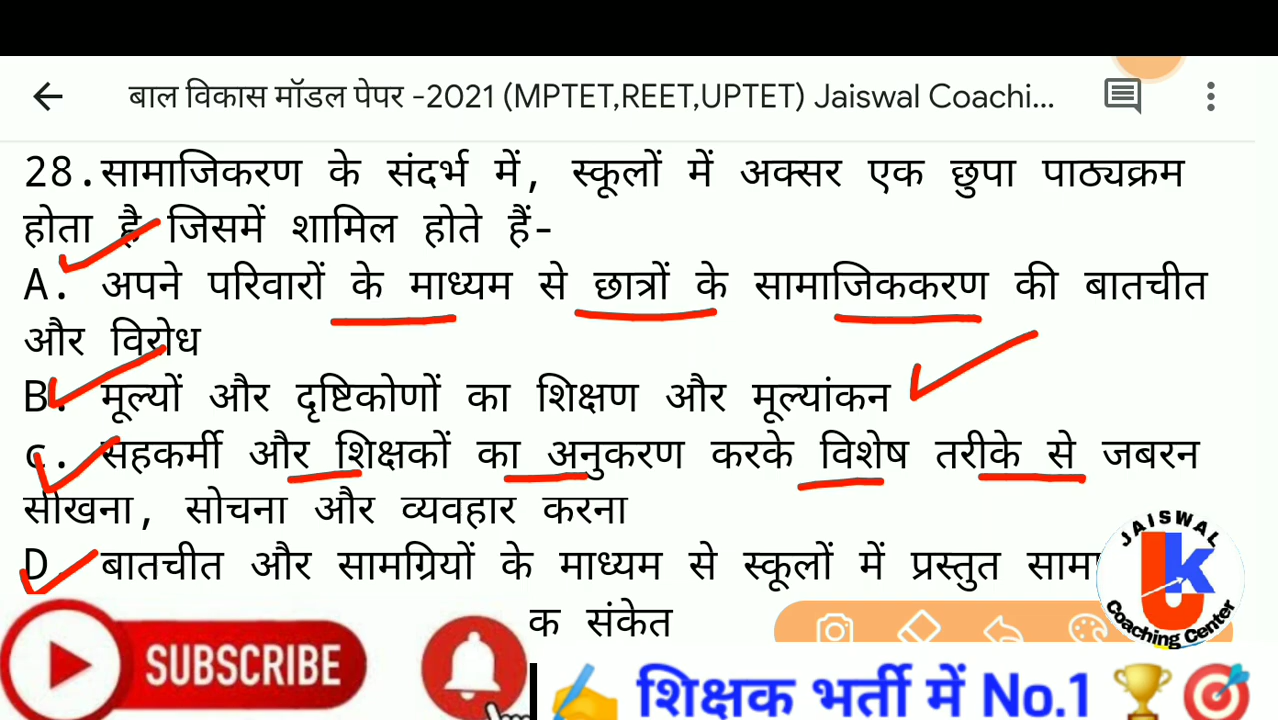 बाल विकास मॉडल पेपर -2021 (MPTET,REET,UPTET) Jaiswal Coachi...
28.सामाजिकरण के संदर्भ में, स्कूलों में अक्सर एक छुपा पाठ्यक्रम
होता है जिसमें शामिल होते हैं-
A. अपने परिवारों के माध्यम से छात्रों के सामाजिककरण की बातचीत
और विरोध
B. मूल्यों और दृष्टिकोणों का शिक्षण और मूल्यांकन
C. सहकर्मी और शिक्षकों का अनुकरण करके विशेष तरीके से जबरन
सीखना, सोचना और व्यवहार करना
D. बातचीत और सामग्रियों के माध्यम से स्कूलों में प्रस्तुत
संकेत
JAISWAL
Coaching Center
SUBSCRIBE
शिक्षक भर्ती में No.1